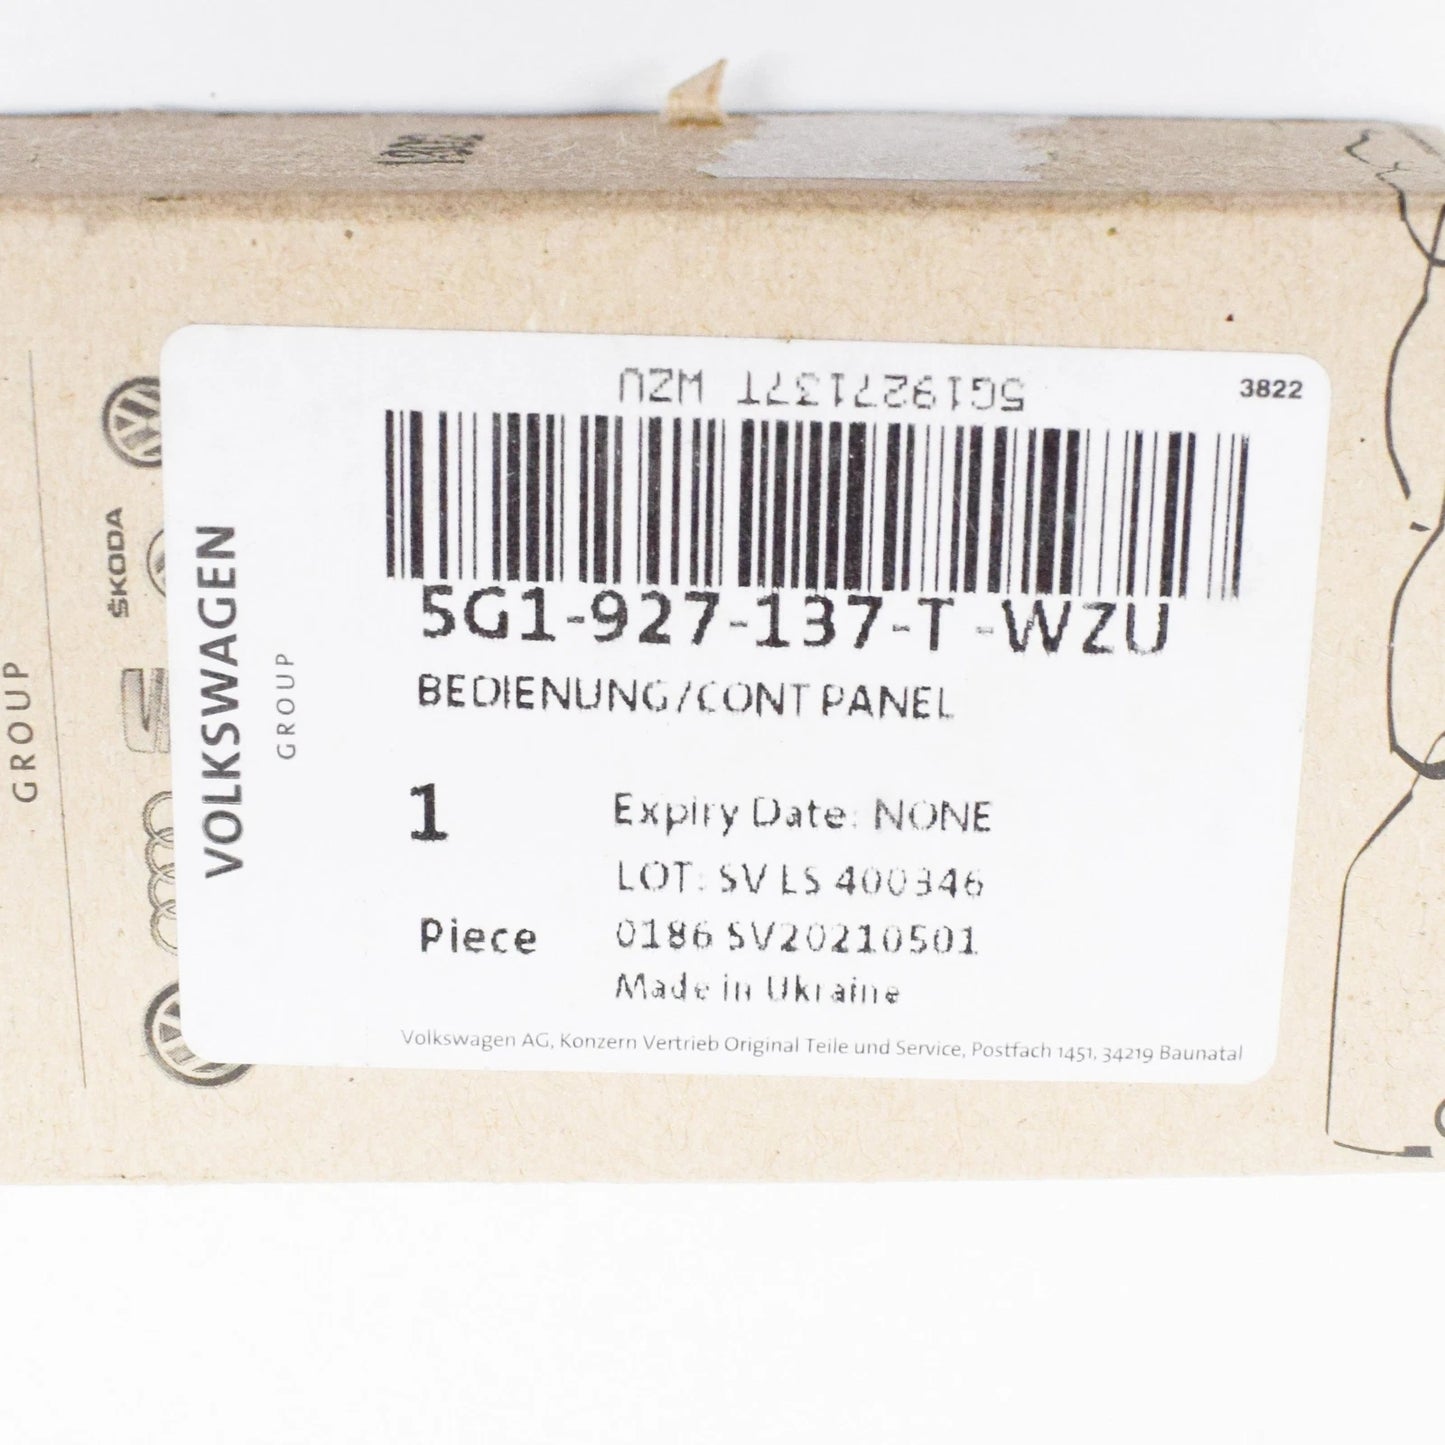 5G1927137T WZU
3822
5G1-927-137-T -WZU
BEDIENUNG/CONT PANEL
1
Expiry Date: NONE
LOT: SV LS 400346
Piece
0186 SV20210501
Made in Ukraine
Volkswagen AG, Konzern Vertrieb Original Teile und Service, Postfach 1451, 34219 Baunatal
VOLKSWAGEN
GROUP
ŠKODA
GROUP